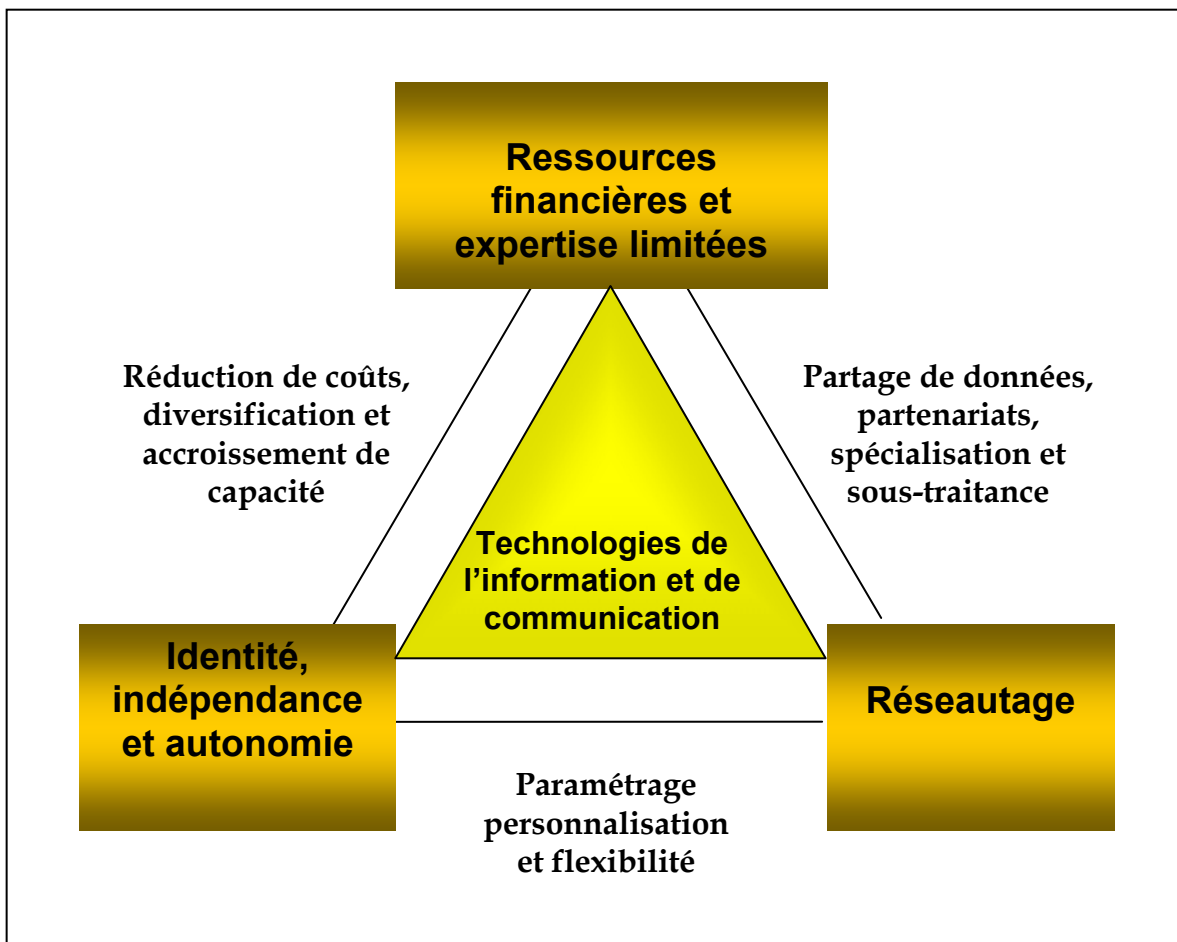 Ressources
financières et
expertise limitées
Réduction de coûts,
diversification et
accroissement de
capacité
Partage de données,
partenariats,
spécialisation et
sous-traitance
Technologies de
l’information et de
communication
Identité,
indépendance
et autonomie
Réseautage
Paramétrage
personnalisation
et flexibilité